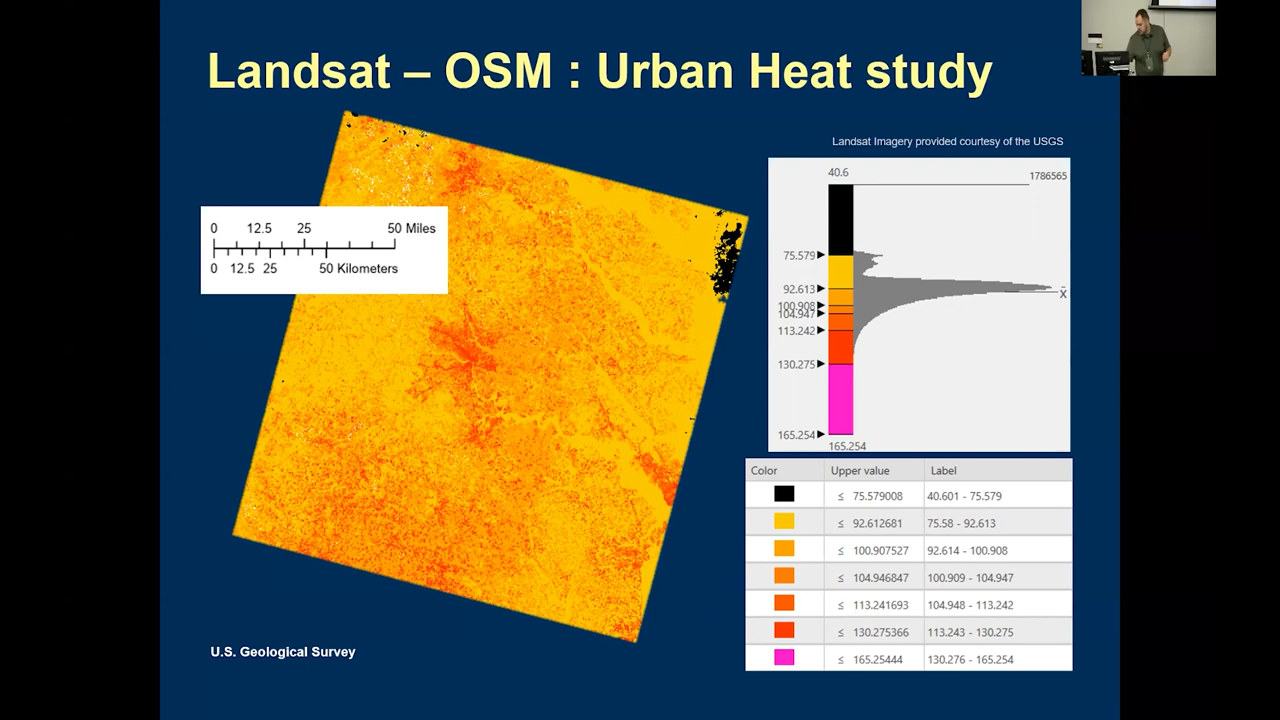 Landsat – OSM : Urban Heat study
Landsat Imagery provided courtesy of the USGS
0 12.5 25 50 Miles
0 12.5 25 50 Kilometers
40.6
1786565
75.579
92.613
x̄
100.908
104.947
113.242
130.275
165.254
165.254
Color Upper value Label
≤ 75.579008 40.601 - 75.579
≤ 92.612681 75.58 - 92.613
≤ 100.907527 92.614 - 100.908
≤ 104.946847 100.909 - 104.947
≤ 113.241693 104.948 - 113.242
≤ 130.275366 113.243 - 130.275
≤ 165.25444 130.276 - 165.254
U.S. Geological Survey